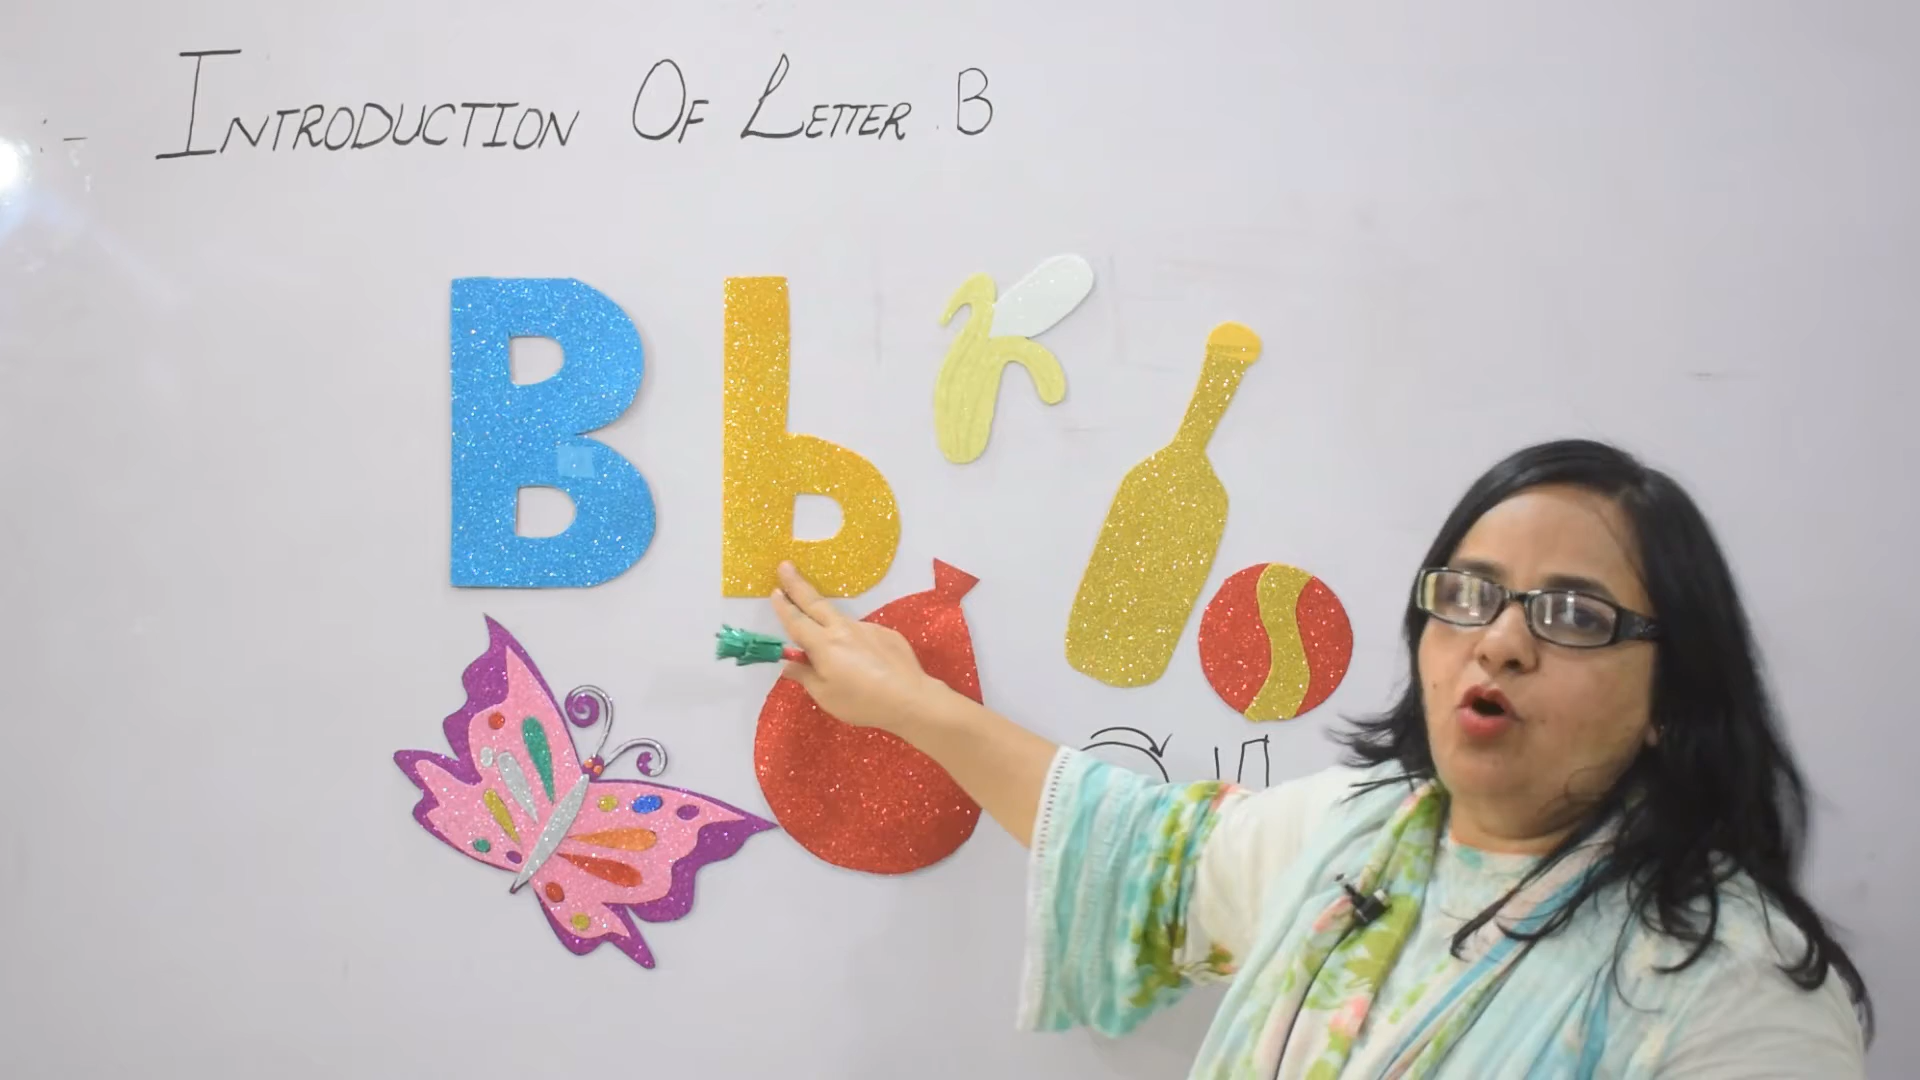 :- INTRODUCTION OF LETTER B
B b